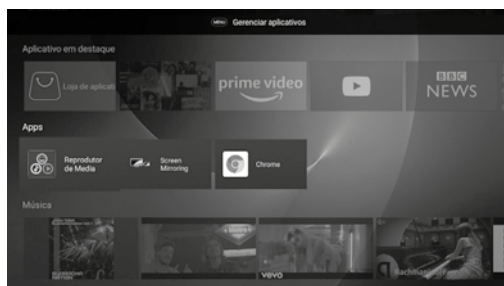 MENU Gerenciar aplicativos
Aplicativo em destaque
Loja de aplicati
prime video
BBC
NEWS
Apps
Reprodutor
de Media
Screen
Mirroring
Chrome
Música
vevo